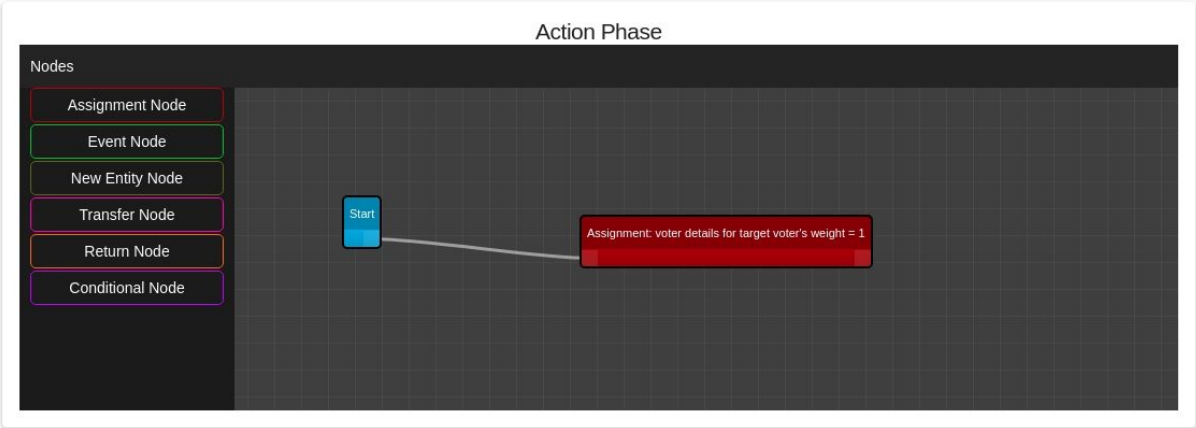 Action Phase
Nodes
Assignment Node
Event Node
New Entity Node
Transfer Node
Return Node
Conditional Node
Start
Assignment: voter details for target voter's weight = 1